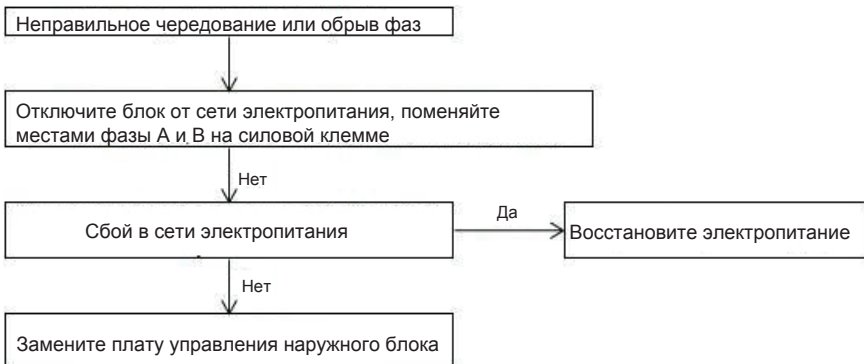 Неправильное чередование или обрыв фаз
Отключите блок от сети электропитания, поменяйте
местами фазы А и В на силовой клемме
Нет
Сбой в сети электропитания
Да
Восстановите электропитание
Нет
Замените плату управления наружного блока